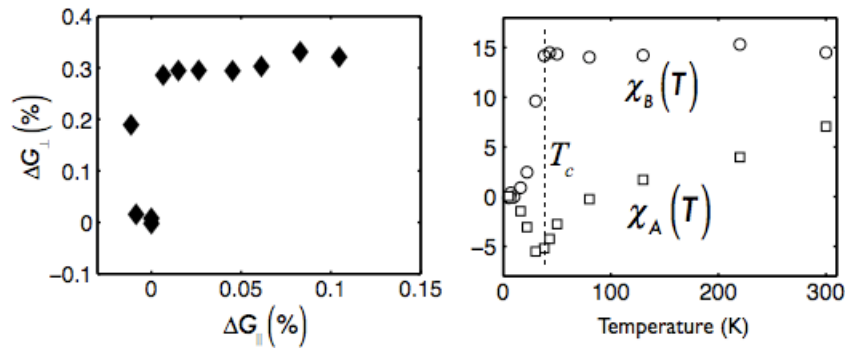 0.4
0.3
0.2
0.1
0
−0.1
ΔG⊥(%)
0 0.05 0.1 0.15
ΔG∥(%)
15
10
5
0
−5
χB(T)
Tc
χA(T)
0 100 200 300
Temperature (K)